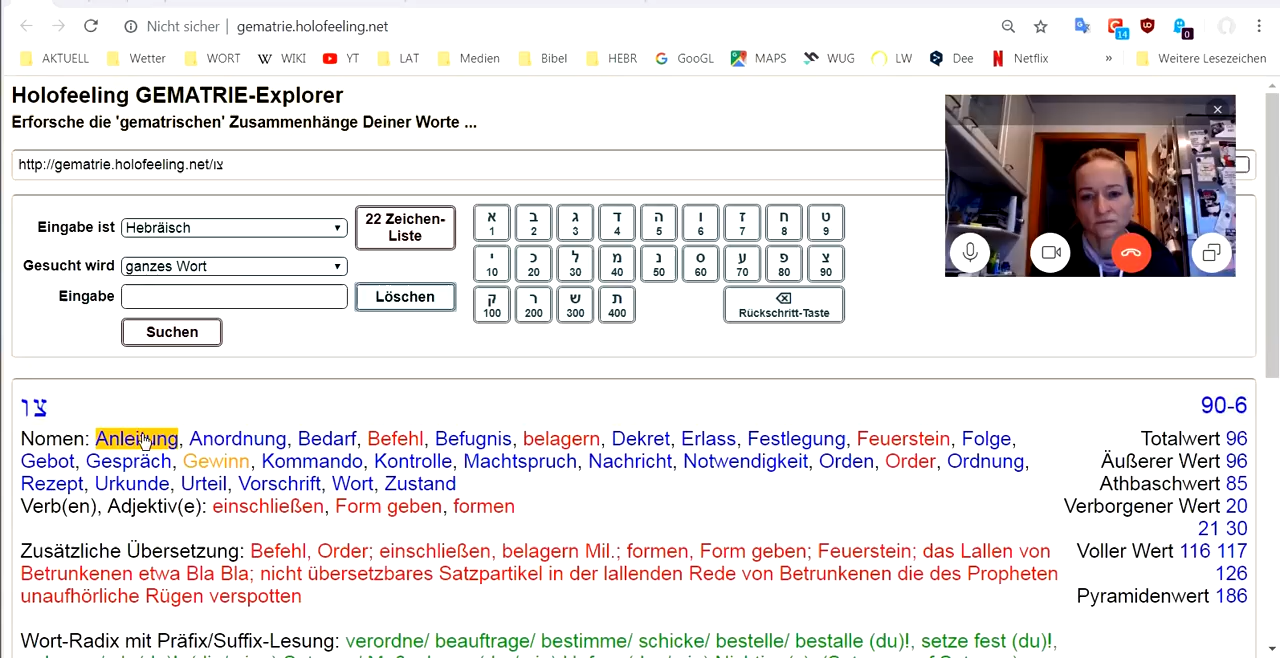 Nicht sicher | gematrie.holofeeling.net
14
0
AKTUELL Wetter WORT WIKI YT LAT Medien Bibel HEBR GooGL MAPS WUG LW Dee Netflix » Weitere Lesezeichen
Holofeeling GEMATRIE-Explorer
Erforsche die 'gematrischen' Zusammenhänge Deiner Worte ...
http://gematrie.holofeeling.net/צו
Eingabe ist Hebräisch
22 Zeichen-Liste
Gesucht wird ganzes Wort
Eingabe
Löschen
Suchen
א ב ג ד ה ו ז ח ט
1 2 3 4 5 6 7 8 9
י כ ל מ נ ס ע פ צ
10 20 30 40 50 60 70 80 90
ק ר ש ת
100 200 300 400
Rückschritt-Taste
צו
90-6
Nomen: Anleitung, Anordnung, Bedarf, Befehl, Befugnis, belagern, Dekret, Erlass, Festlegung, Feuerstein, Folge,
Gebot, Gespräch, Gewinn, Kommando, Kontrolle, Machtspruch, Nachricht, Notwendigkeit, Orden, Order, Ordnung,
Rezept, Urkunde, Urteil, Vorschrift, Wort, Zustand
Verb(en), Adjektiv(e): einschließen, Form geben, formen
Zusätzliche Übersetzung: Befehl, Order; einschließen, belagern Mil.; formen, Form geben; Feuerstein; das Lallen von
Betrunkenen etwa Bla Bla; nicht übersetzbares Satzpartikel in der lallenden Rede von Betrunkenen die des Propheten
unaufhörliche Rügen verspotten
Wort-Radix mit Präfix/Suffix-Lesung: verordne/ beauftrage/ bestimme/ schicke/ bestelle/ bestalle (du)!, setze fest (du)!,
Totalwert 96
Äußerer Wert 96
Athbaschwert 85
Verborgener Wert 20
21 30
Voller Wert 116 117
126
Pyramidenwert 186